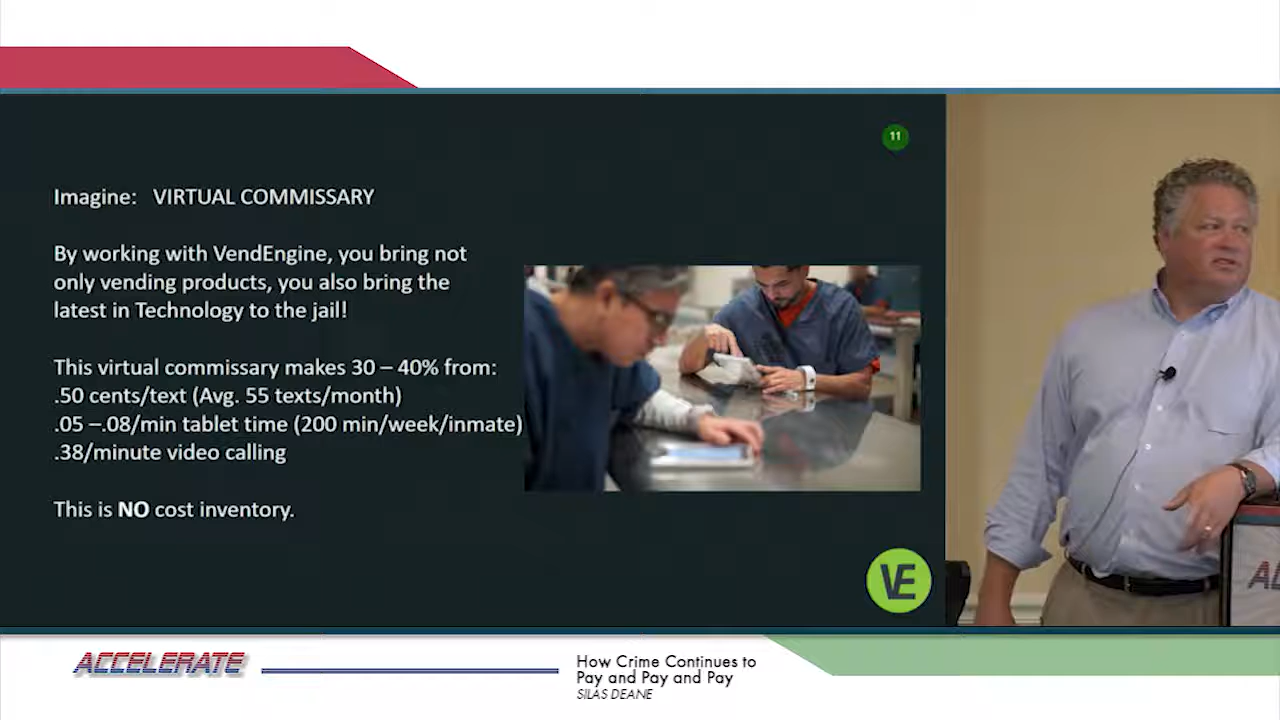 11
Imagine: VIRTUAL COMMISSARY
By working with VendEngine, you bring not
only vending products, you also bring the
latest in Technology to the jail!
This virtual commissary makes 30 – 40% from:
.50 cents/text (Avg. 55 texts/month)
.05 –.08/min tablet time (200 min/week/inmate)
.38/minute video calling
This is NO cost inventory.
VE
ACCELERATE
How Crime Continues to
Pay and Pay and Pay
SILAS DEANE